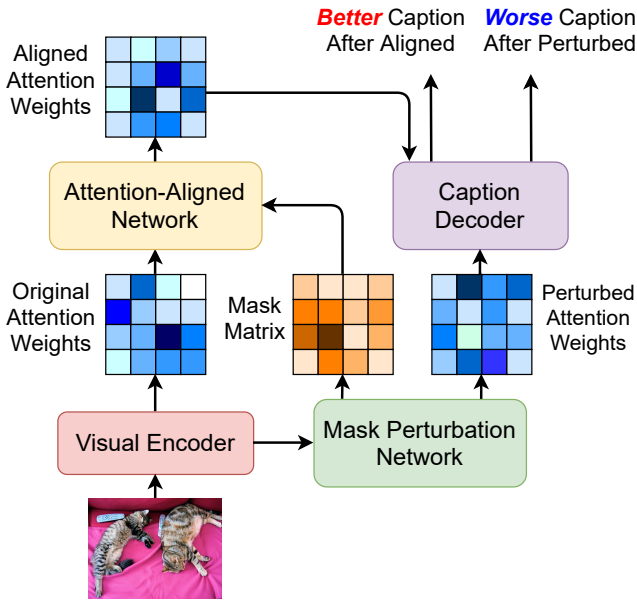 Better Caption
After Aligned
Worse Caption
After Perturbed
Aligned
Attention
Weights
Attention-Aligned
Network
Caption
Decoder
Original
Attention
Weights
Mask
Matrix
Perturbed
Attention
Weights
Visual Encoder
Mask Perturbation
Network